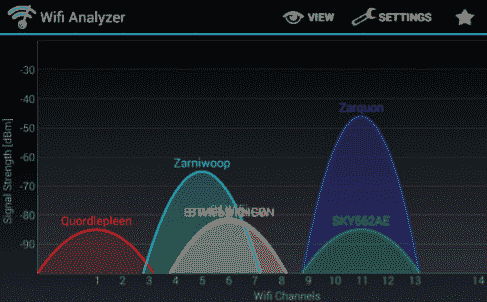 Wifi Analyzer VIEW SETTINGS
Signal Strength [dBm]
-30
-40
-50
-60
-70
-80
-90
Zarquon
Zarniwoop
Quordlepleen
SKY662AE
1 2 3 4 5 6 7 8 9 10 11 12 13 14
Wifi Channels